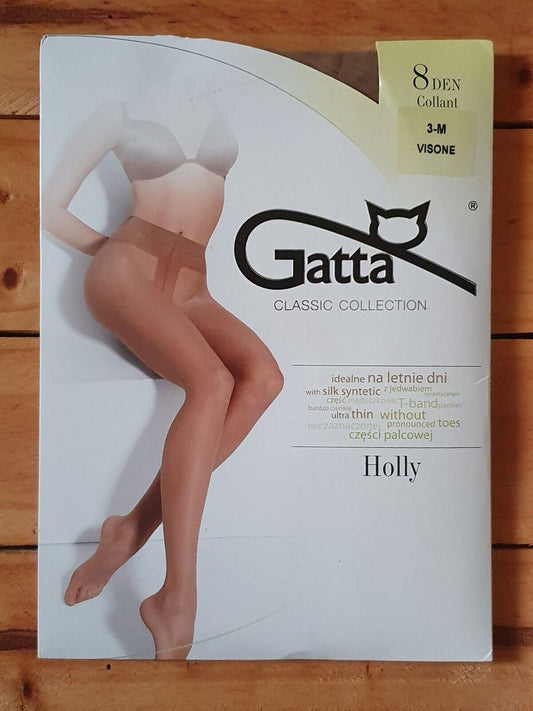 8 DEN
Collant
3-M
VISONE
®
Gatta
CLASSIC COLLECTION
idealne na letnie dni
with silk syntetic z jedwabiem syntetycznym
część majteczkowa T-band panties
bardzo cienkie ultra thin without
bez zaznaczonej pronounced toes
części palcowej
Holly